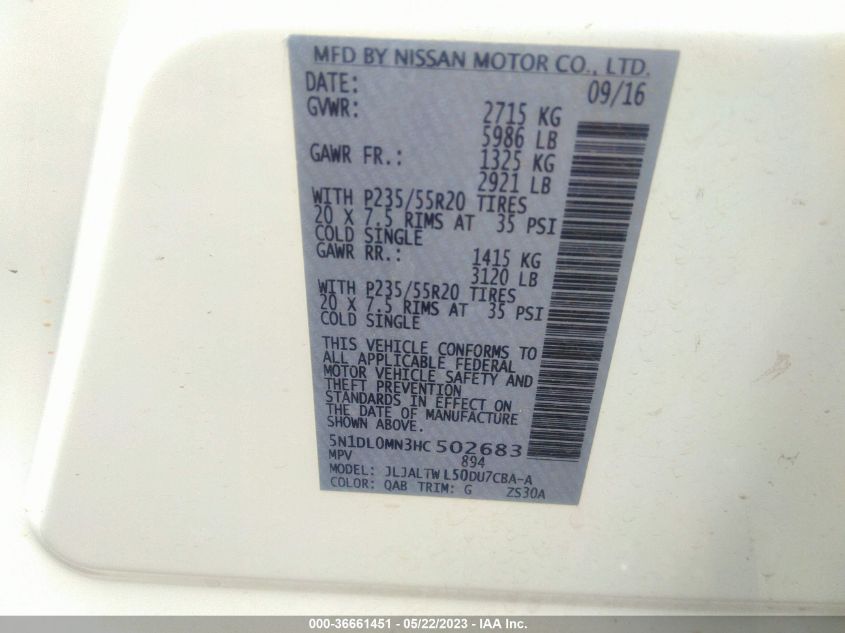 MFD BY NISSAN MOTOR CO., LTD.
DATE: 09/16
GVWR: 2715 KG
5986 LB
GAWR FR.: 1325 KG
2921 LB
WITH P235/55R20 TIRES
20 X 7.5 RIMS AT 35 PSI
COLD SINGLE
GAWR RR.: 1415 KG
3120 LB
WITH P235/55R20 TIRES
20 X 7.5 RIMS AT 35 PSI
COLD SINGLE
THIS VEHICLE CONFORMS TO
ALL APPLICABLE FEDERAL
MOTOR VEHICLE SAFETY AND
THEFT PREVENTION
STANDARDS IN EFFECT ON
THE DATE OF MANUFACTURE
SHOWN ABOVE.
5N1DL0MN3HC 502683
MPV 894
MODEL: JLJALTWL50DU7CBA-A
COLOR: QAB TRIM: G ZS30A
000-36661451 - 05/22/2023 - IAA Inc.